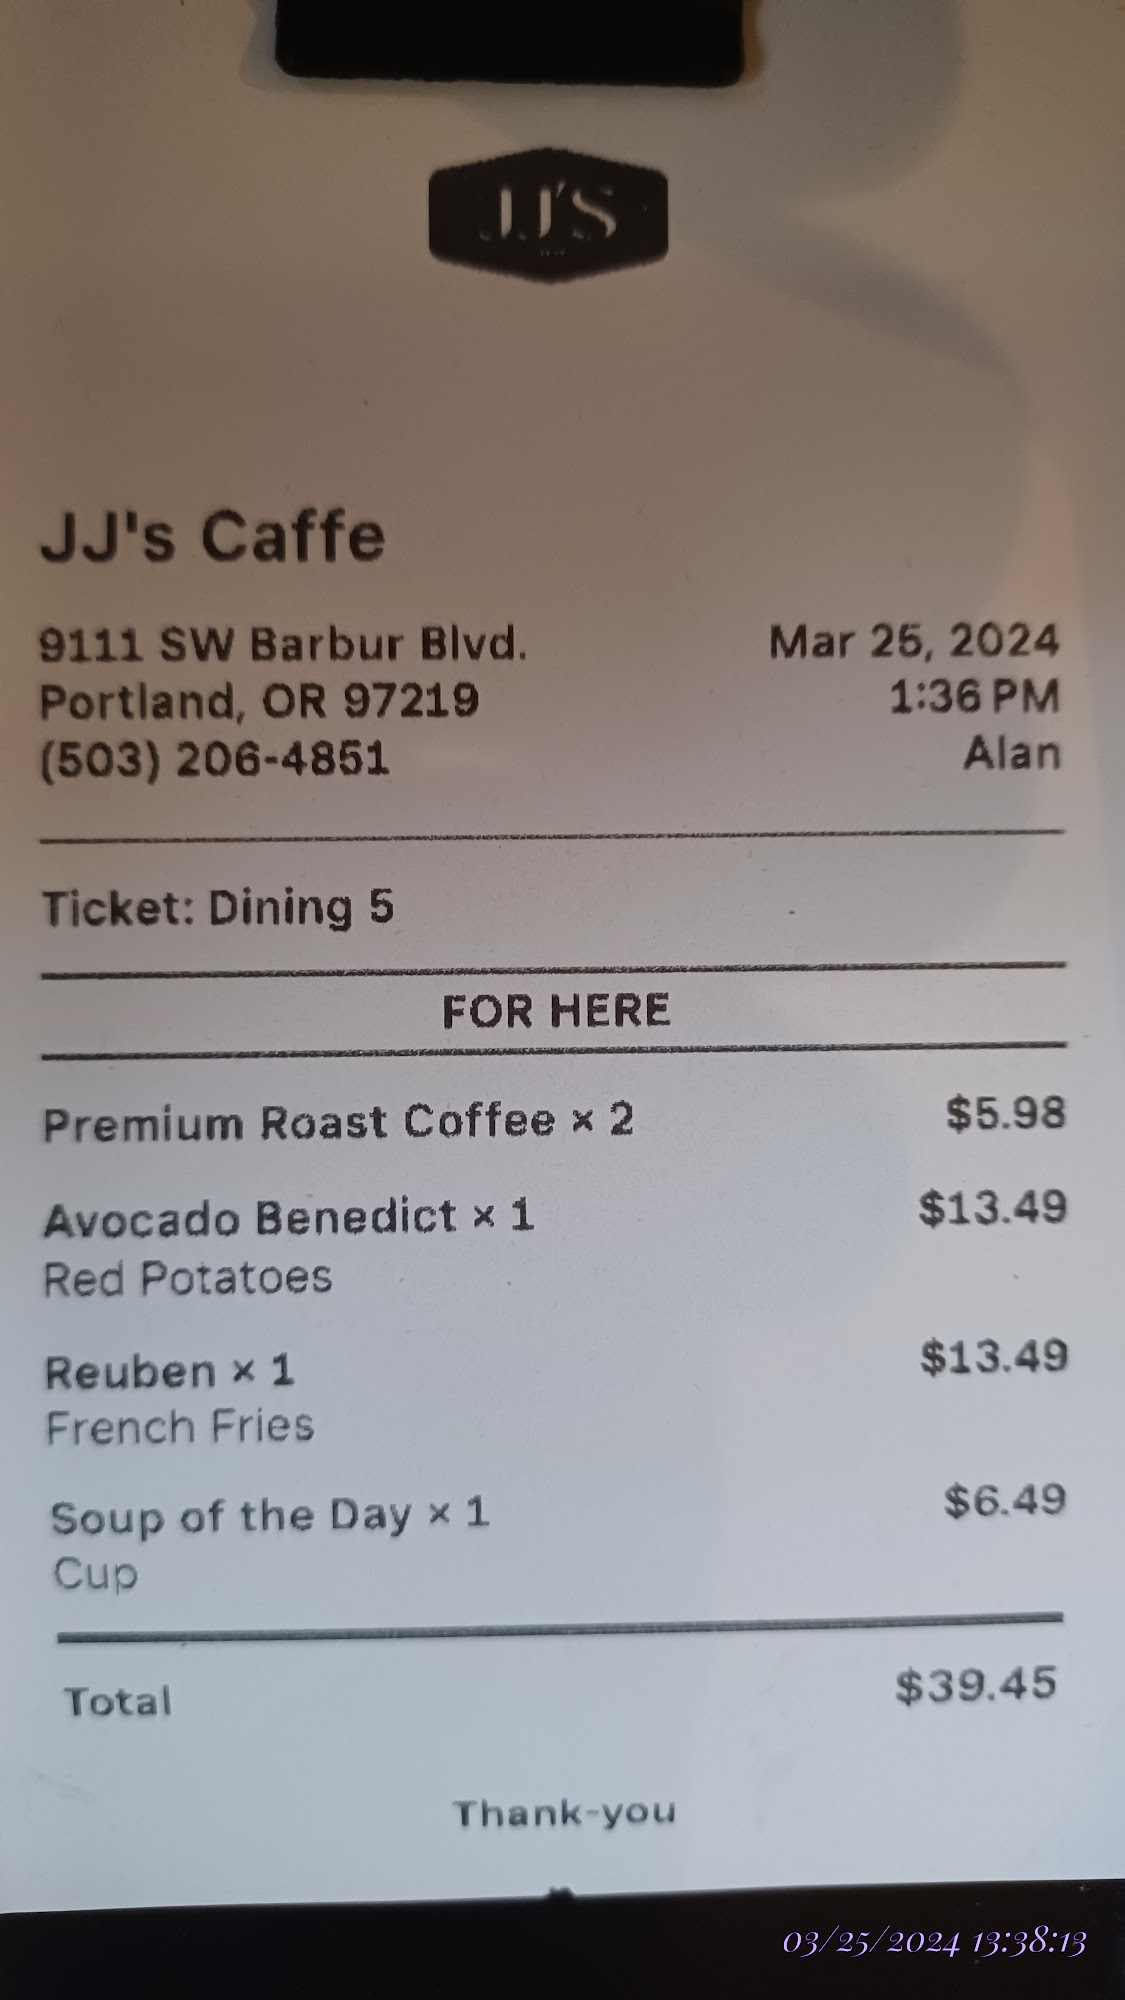 JJ'S
JJ's Caffe
9111 SW Barbur Blvd.
Portland, OR 97219
(503) 206-4851
Mar 25, 2024
1:36 PM
Alan
Ticket: Dining 5
FOR HERE
Premium Roast Coffee × 2 $5.98
Avocado Benedict × 1 $13.49
Red Potatoes
Reuben × 1 $13.49
French Fries
Soup of the Day × 1 $6.49
Cup
Total $39.45
Thank-you
03/25/2024 13:38:13